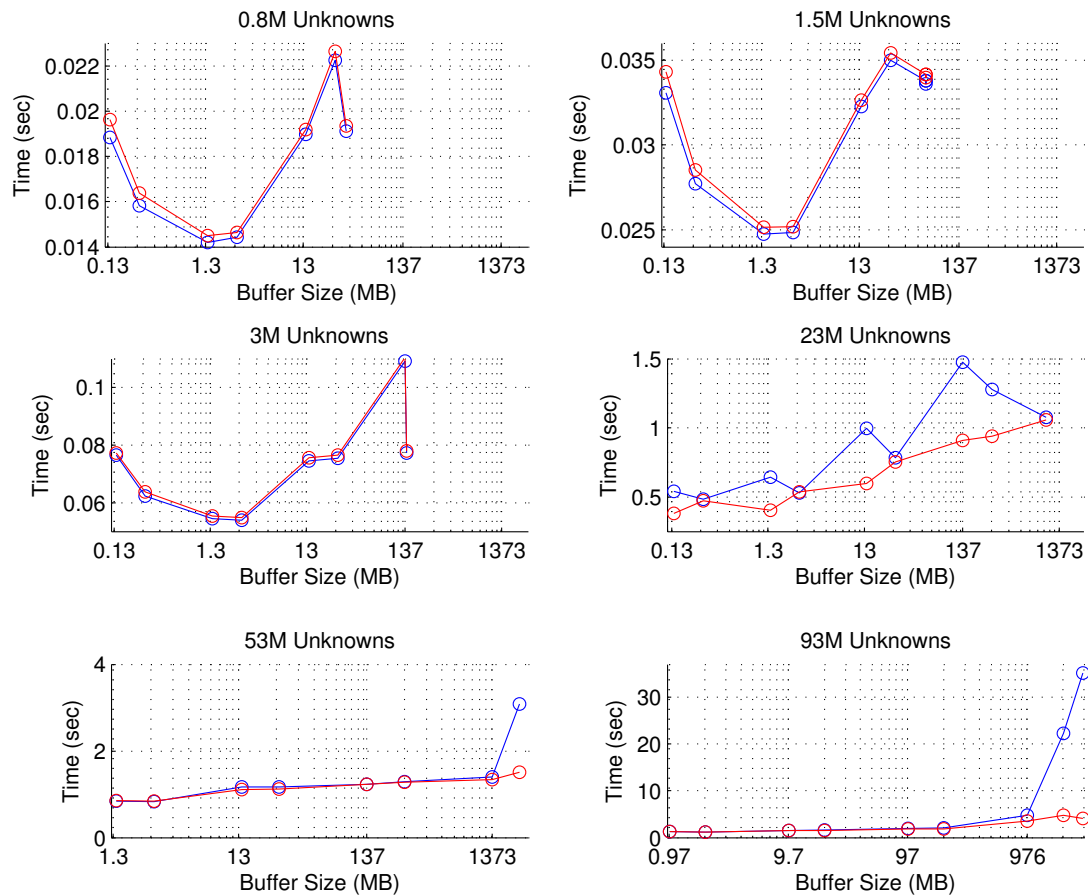 0.8M Unknowns
0.022
0.02
0.018
0.016
0.014
Time (sec)
0.13 1.3 13 137 1373
Buffer Size (MB)
1.5M Unknowns
0.035
0.03
0.025
Time (sec)
0.13 1.3 13 137 1373
Buffer Size (MB)
3M Unknowns
0.1
0.08
0.06
Time (sec)
0.13 1.3 13 137 1373
Buffer Size (MB)
23M Unknowns
1.5
1
0.5
Time (sec)
0.13 1.3 13 137 1373
Buffer Size (MB)
53M Unknowns
4
2
0
Time (sec)
1.3 13 137 1373
Buffer Size (MB)
93M Unknowns
30
20
10
0
Time (sec)
0.97 9.7 97 976
Buffer Size (MB)